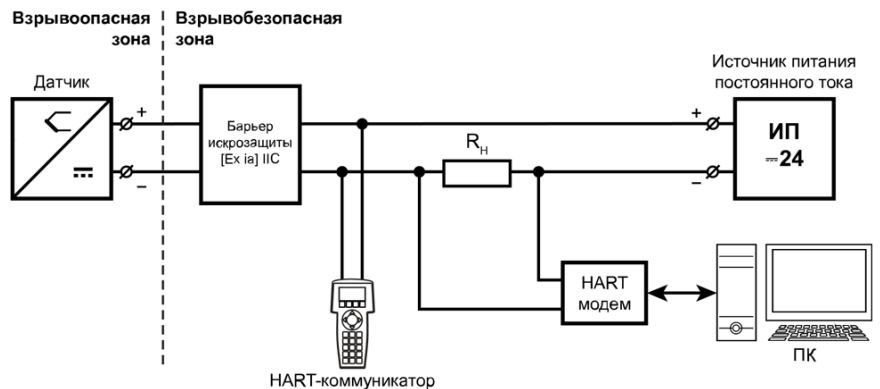 Взрывоопасная
зона
Взрывобезопасная
зона
Датчик
+
–
Барьер
искрозащиты
[Ex ia] IIC
R_H
Источник питания
постоянного тока
+
–
ИП
⎓24
HART
модем
ПК
HART-коммуникатор